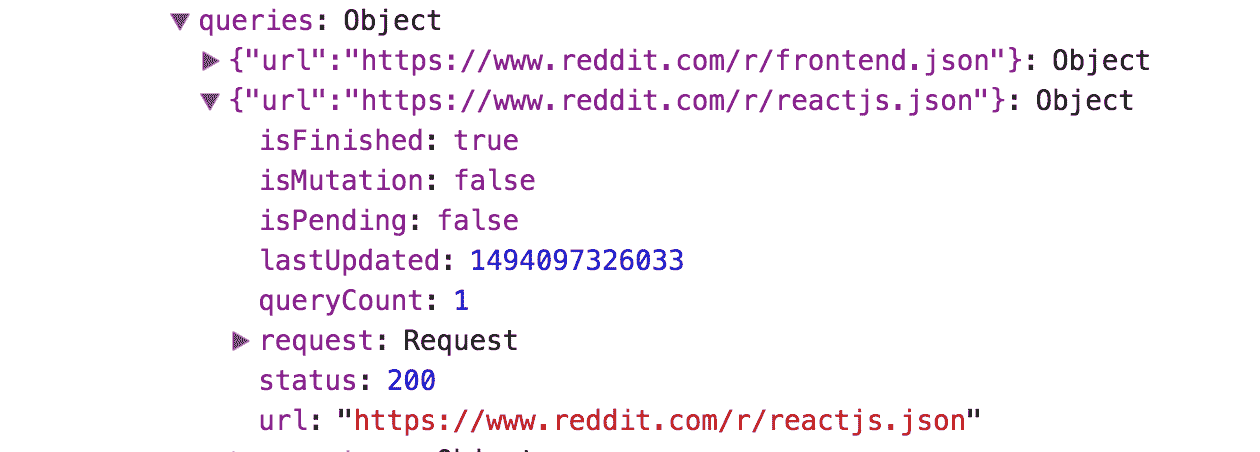 ▼ queries: Object
▶ {"url":"https://www.reddit.com/r/frontend.json"}: Object
▼ {"url":"https://www.reddit.com/r/reactjs.json"}: Object
isFinished: true
isMutation: false
isPending: false
lastUpdated: 1494097326033
queryCount: 1
▶ request: Request
status: 200
url: "https://www.reddit.com/r/reactjs.json"